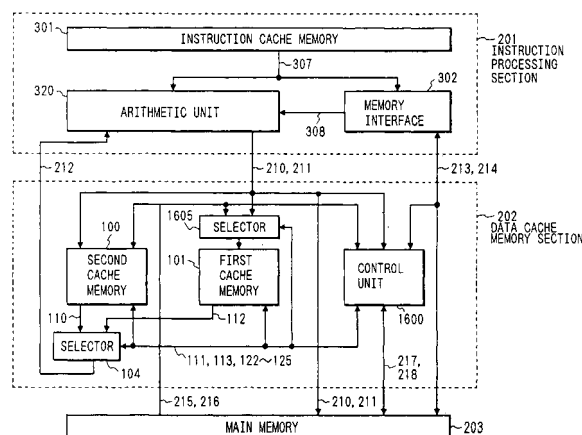 301
INSTRUCTION CACHE MEMORY
201
INSTRUCTION
PROCESSING
SECTION
307
320
302
ARITHMETIC UNIT
MEMORY
INTERFACE
308
212
210, 211
213, 214
202
DATA CACHE
MEMORY SECTION
1605
SELECTOR
100
SECOND
CACHE
MEMORY
101
FIRST
CACHE
MEMORY
CONTROL
UNIT
1600
110
112
SELECTOR
104
111, 113, 122~125
217,
218
215, 216
210, 211
MAIN MEMORY
203